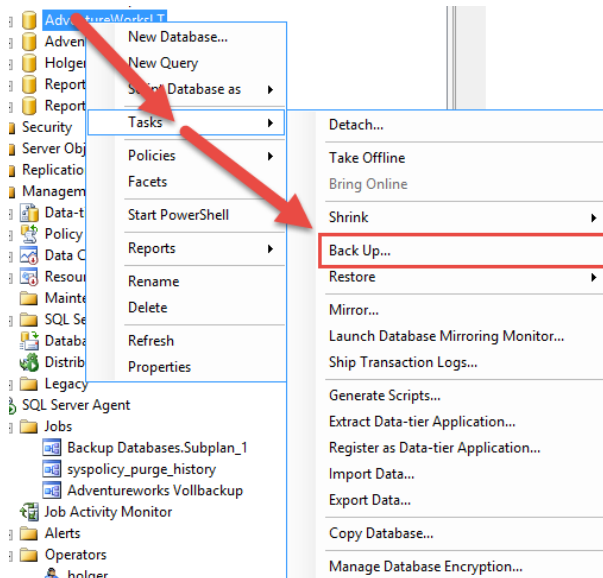 AdventureWorksLT
Adven
Holger
Report
Report
Security
Server Obj
Replicatio
Managem
Data-t
Policy
Data C
Resour
Mainte
SQL Se
Databa
Distrib
Legacy
SQL Server Agent
Jobs
Backup Databases.Subplan_1
syspolicy_purge_history
Adventureworks Vollbackup
Job Activity Monitor
Alerts
Operators
holger
New Database...
New Query
Script Database as
Tasks
Policies
Facets
Start PowerShell
Reports
Rename
Delete
Refresh
Properties
Detach...
Take Offline
Bring Online
Shrink
Back Up...
Restore
Mirror...
Launch Database Mirroring Monitor...
Ship Transaction Logs...
Generate Scripts...
Extract Data-tier Application...
Register as Data-tier Application...
Import Data...
Export Data...
Copy Database...
Manage Database Encryption...